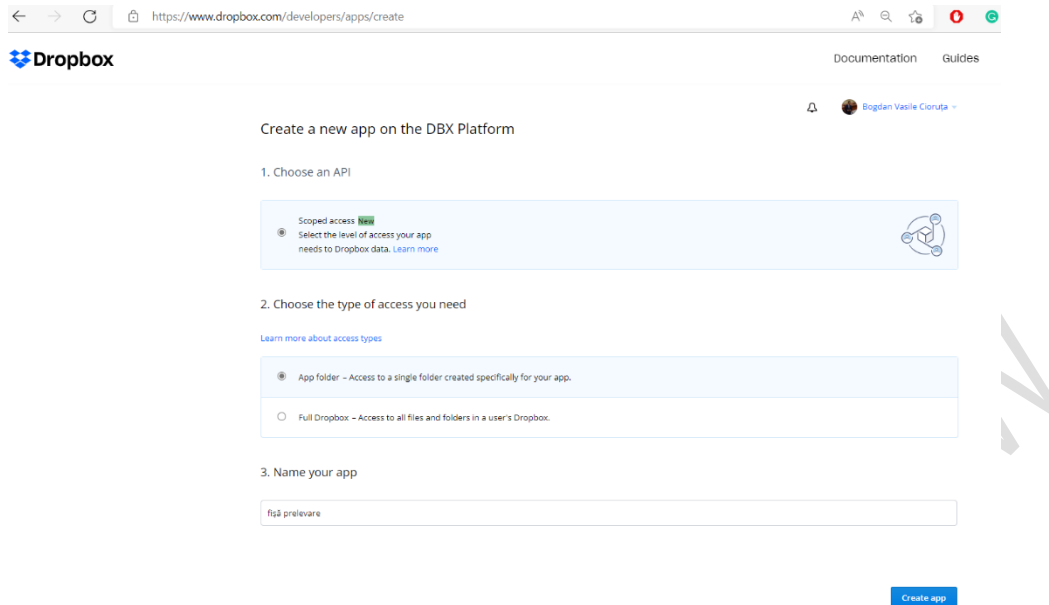 https://www.dropbox.com/developers/apps/create
Dropbox
Documentation Guides
Bogdan Vasile Cioruța
Create a new app on the DBX Platform
1. Choose an API
Scoped access New
Select the level of access your app
needs to Dropbox data. Learn more
2. Choose the type of access you need
Learn more about access types
App folder – Access to a single folder created specifically for your app.
Full Dropbox – Access to all files and folders in a user's Dropbox.
3. Name your app
fișă prelevare
Create app